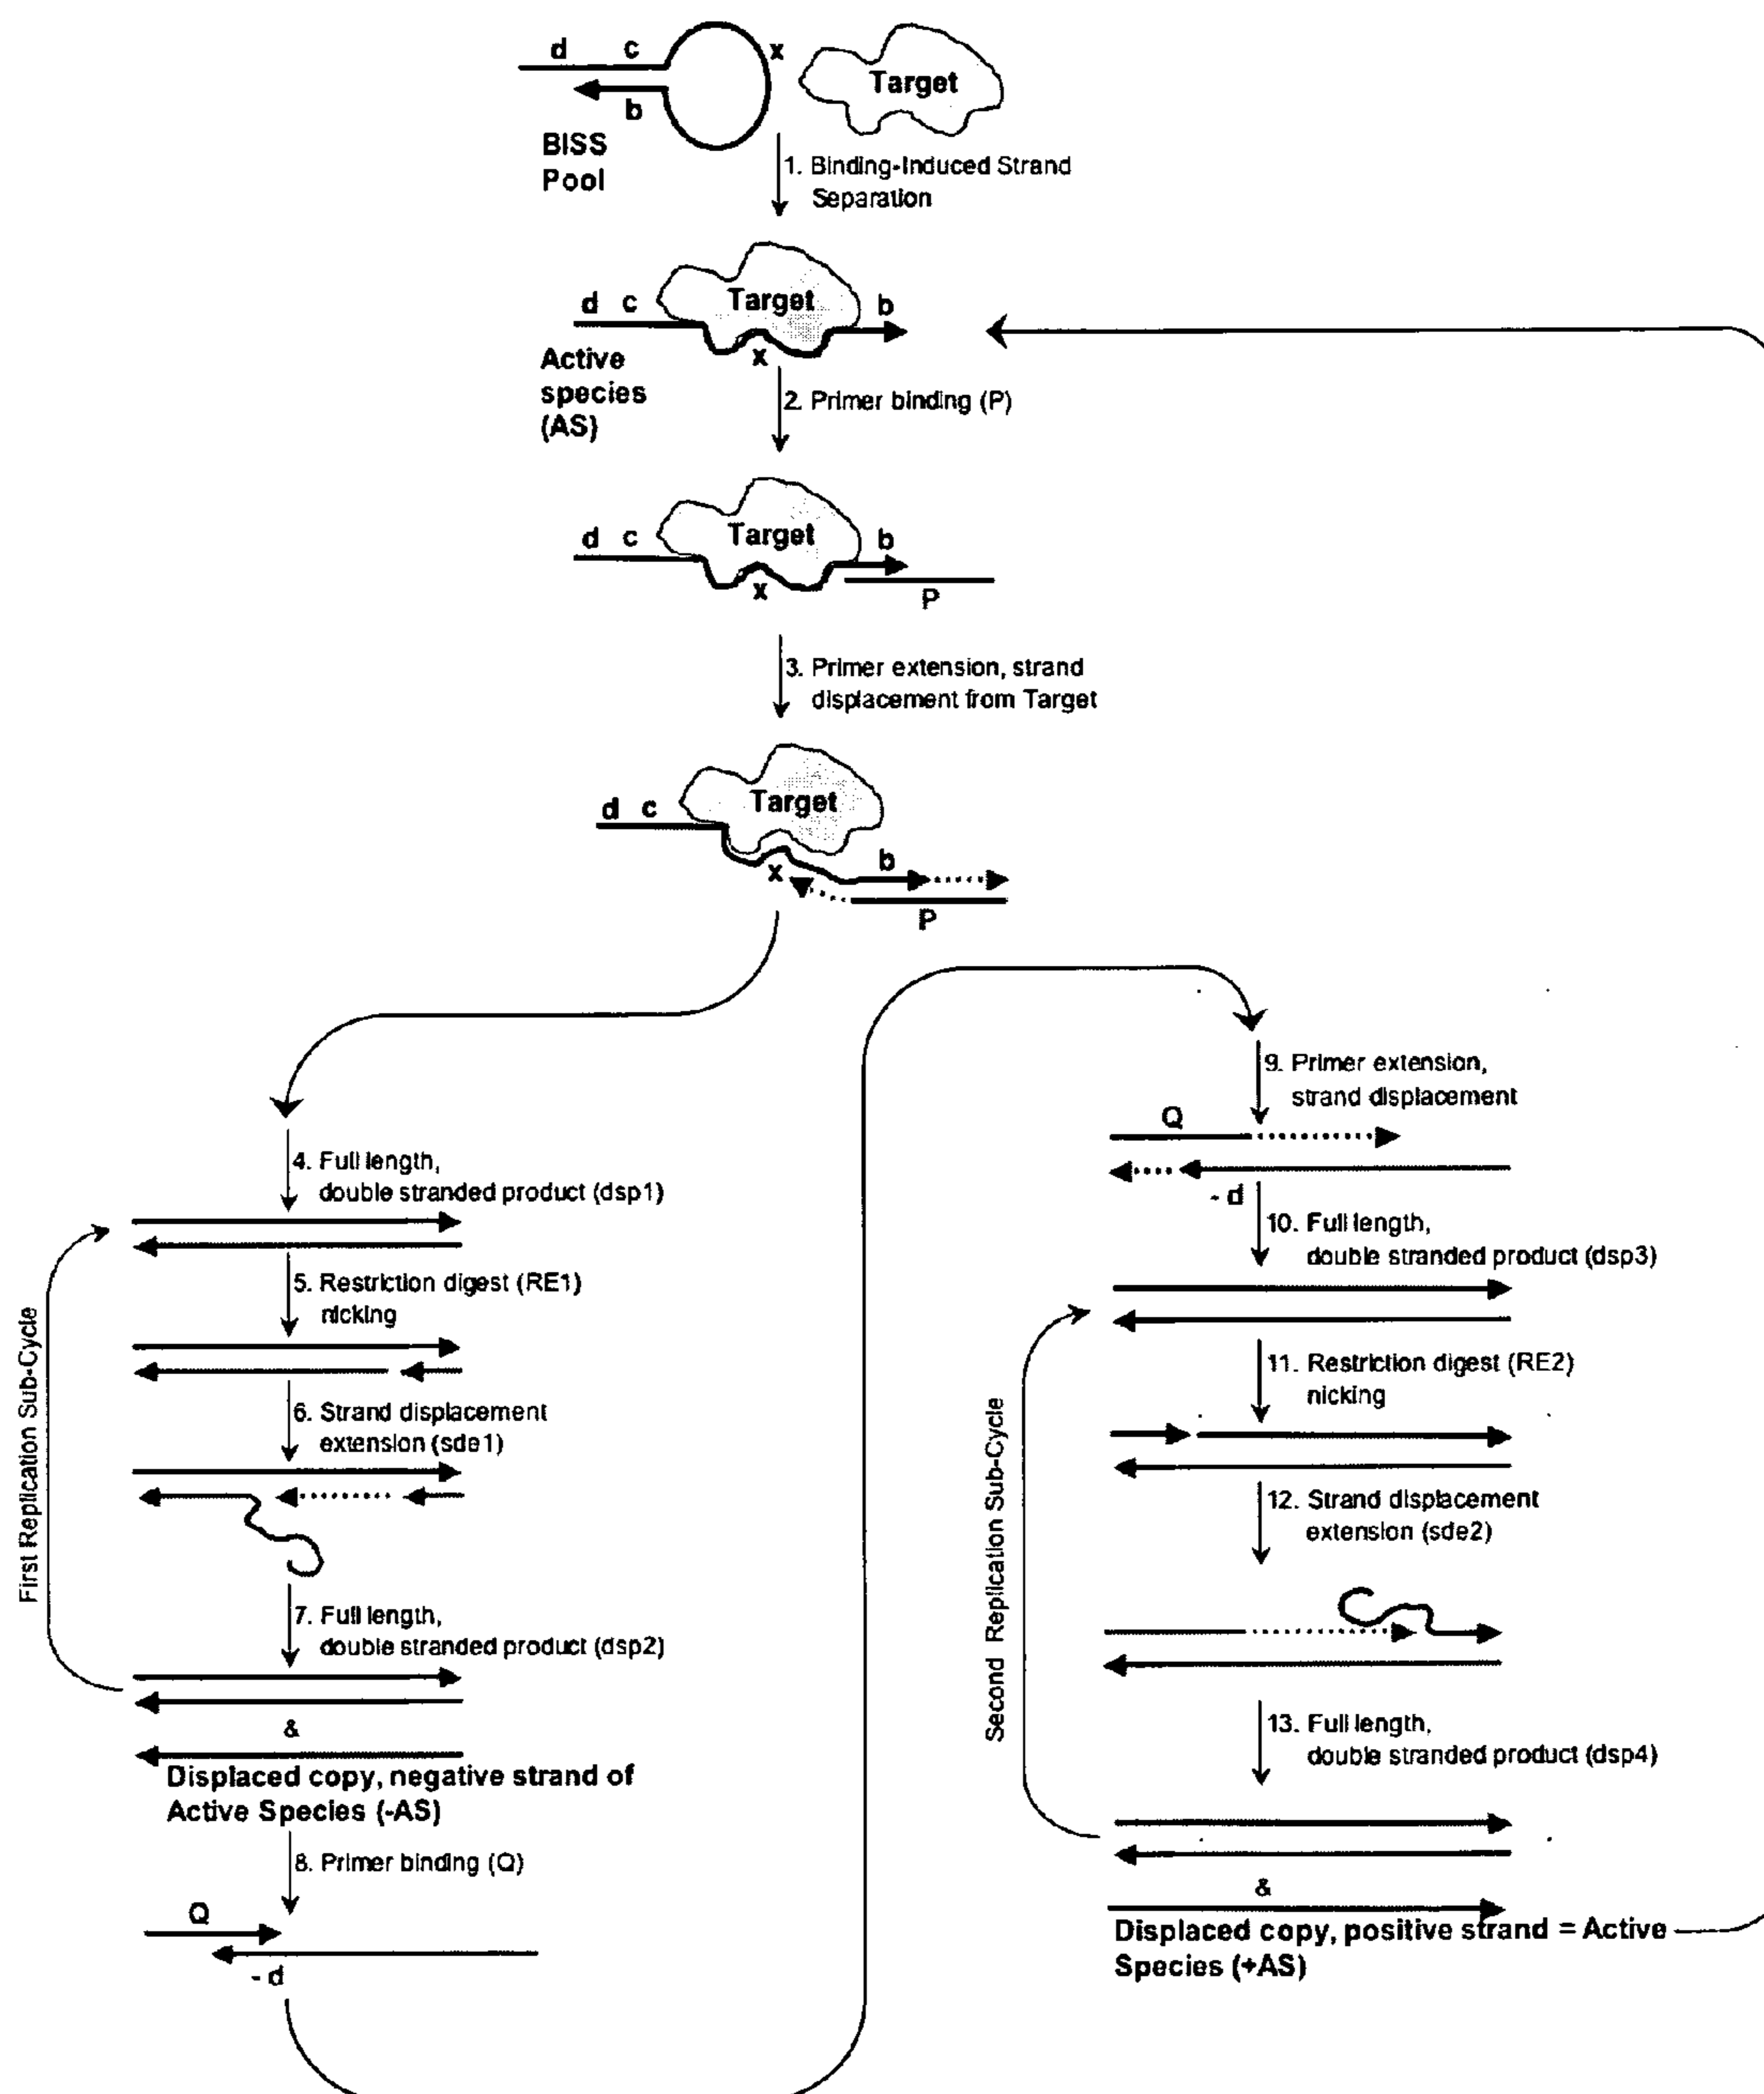 d c x
Target
b
BISS
Pool
1. Binding-Induced Strand
Separation
Target
d c b
x
Active
species
(AS)
2. Primer binding (P)
Target
d c b
x
P
3. Primer extension, strand
displacement from Target
Target
d c
b
x
P
4. Full length,
double stranded product (dsp1)
5. Restriction digest (RE1)
nicking
6. Strand displacement
extension (sde1)
7. Full length,
double stranded product (dsp2)
First Replication Sub-Cycle
&
Displaced copy, negative strand of
Active Species (-AS)
8. Primer binding (Q)
Q
- d
9. Primer extension,
strand displacement
Q
- d
10. Full length,
double stranded product (dsp3)
11. Restriction digest (RE2)
nicking
12. Strand displacement
extension (sde2)
13. Full length,
double stranded product (dsp4)
Second Replication Sub-Cycle
&
Displaced copy, positive strand = Active
Species (+AS)